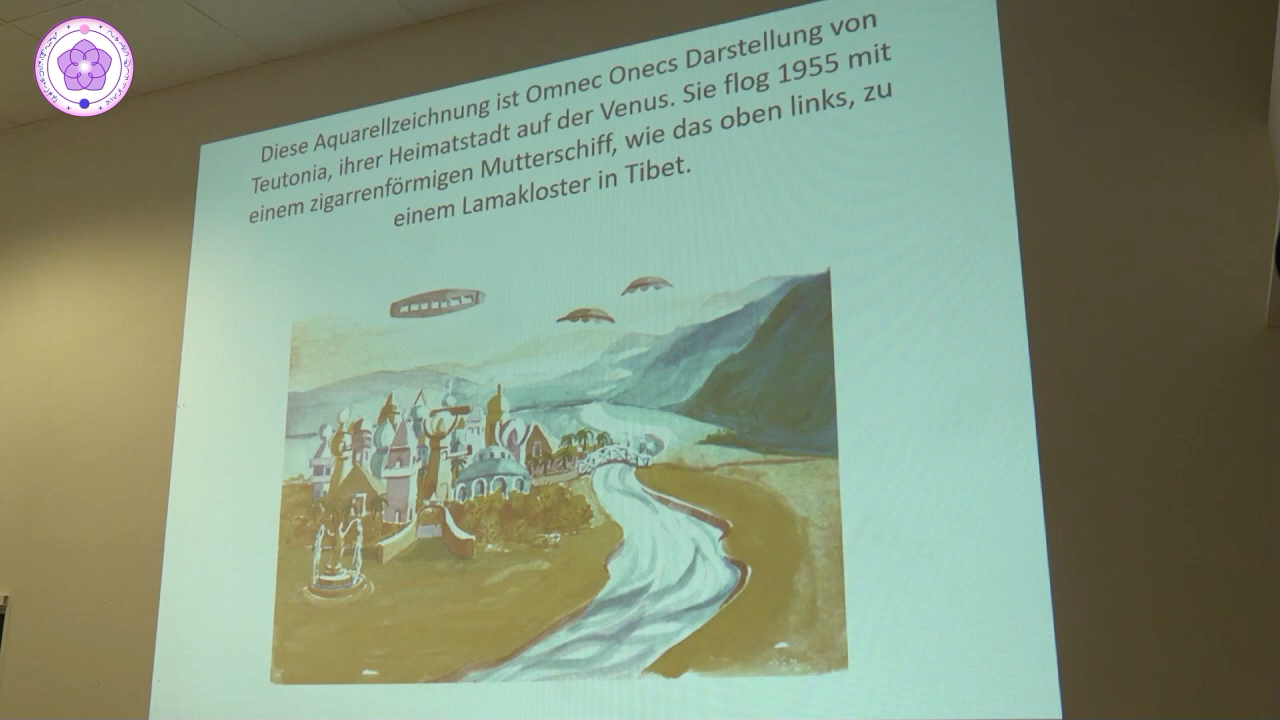 Diese Aquarellzeichnung ist Omnec Onecs Darstellung von
Teutonia, ihrer Heimatstadt auf der Venus. Sie flog 1955 mit
einem zigarrenförmigen Mutterschiff, wie das oben links, zu
einem Lamakloster in Tibet.